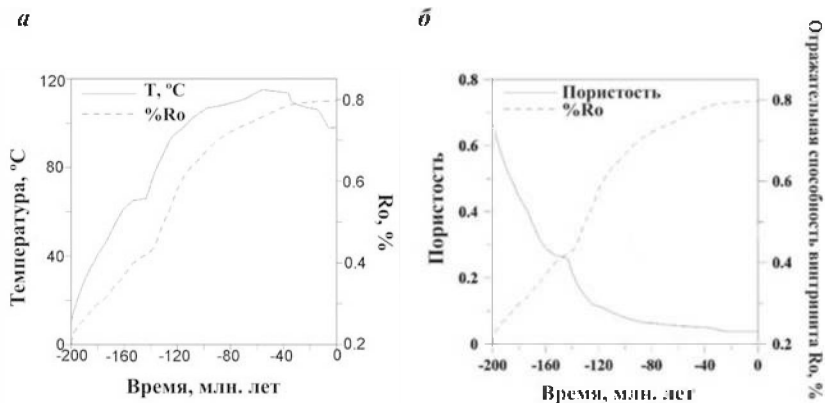 а
120
80
40
0
Температура, °С
T, °C
%Ro
0.8
0.6
0.4
0.2
Ro, %
-200 -160 -120 -80 -40 0
Время, млн. лет
б
0.8
0.6
0.4
0.2
0
Пористость
Пористость
%Ro
0.8
0.6
0.4
0.2
Отражательная способность винтринита Ro, %
-200 -160 -120 -80 -40 0
Время, млн. лет